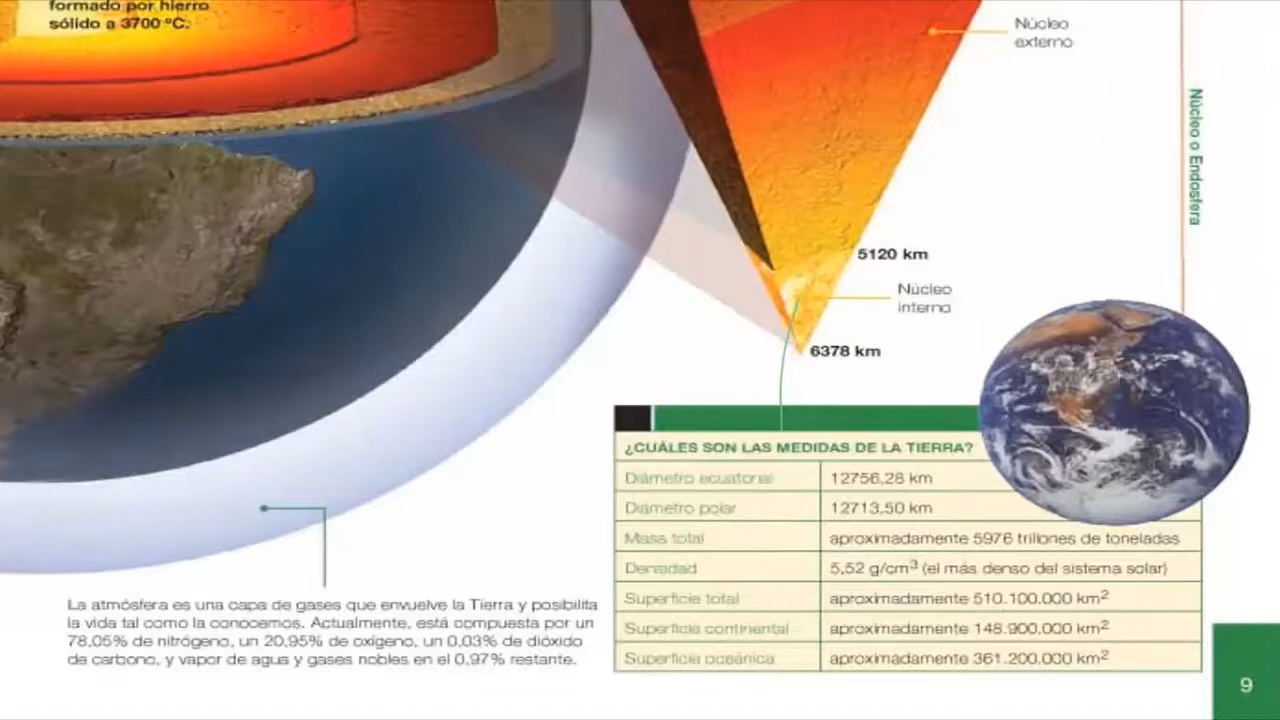 formado por hierro
sólido a 3700 ºC.
Núcleo
externo
Núcleo o Endosfera
5120 km
Núcleo
interno
6378 km
¿CUÁLES SON LAS MEDIDAS DE LA TIERRA?
Diámetro ecuatorial 12756,28 km
Diametro polar 12713,50 km
Masa total aproximadamente 5976 trillones de toneladas
Densidad 5,52 g/cm³ (el más denso del sistema solar)
Superficie total aproximadamente 510.100.000 km²
Superficie continental aproximadamente 148.900.000 km²
Superficie oceánica aproximadamente 361.200.000 km²
La atmósfera es una capa de gases que envuelve la Tierra y posibilita
la vida tal como la conocemos. Actualmente, está compuesta por un
78,05% de nitrógeno, un 20,95% de oxígeno, un 0,03% de dióxido
de carbono, y vapor de agua y gases nobles en el 0,97% restante.
9